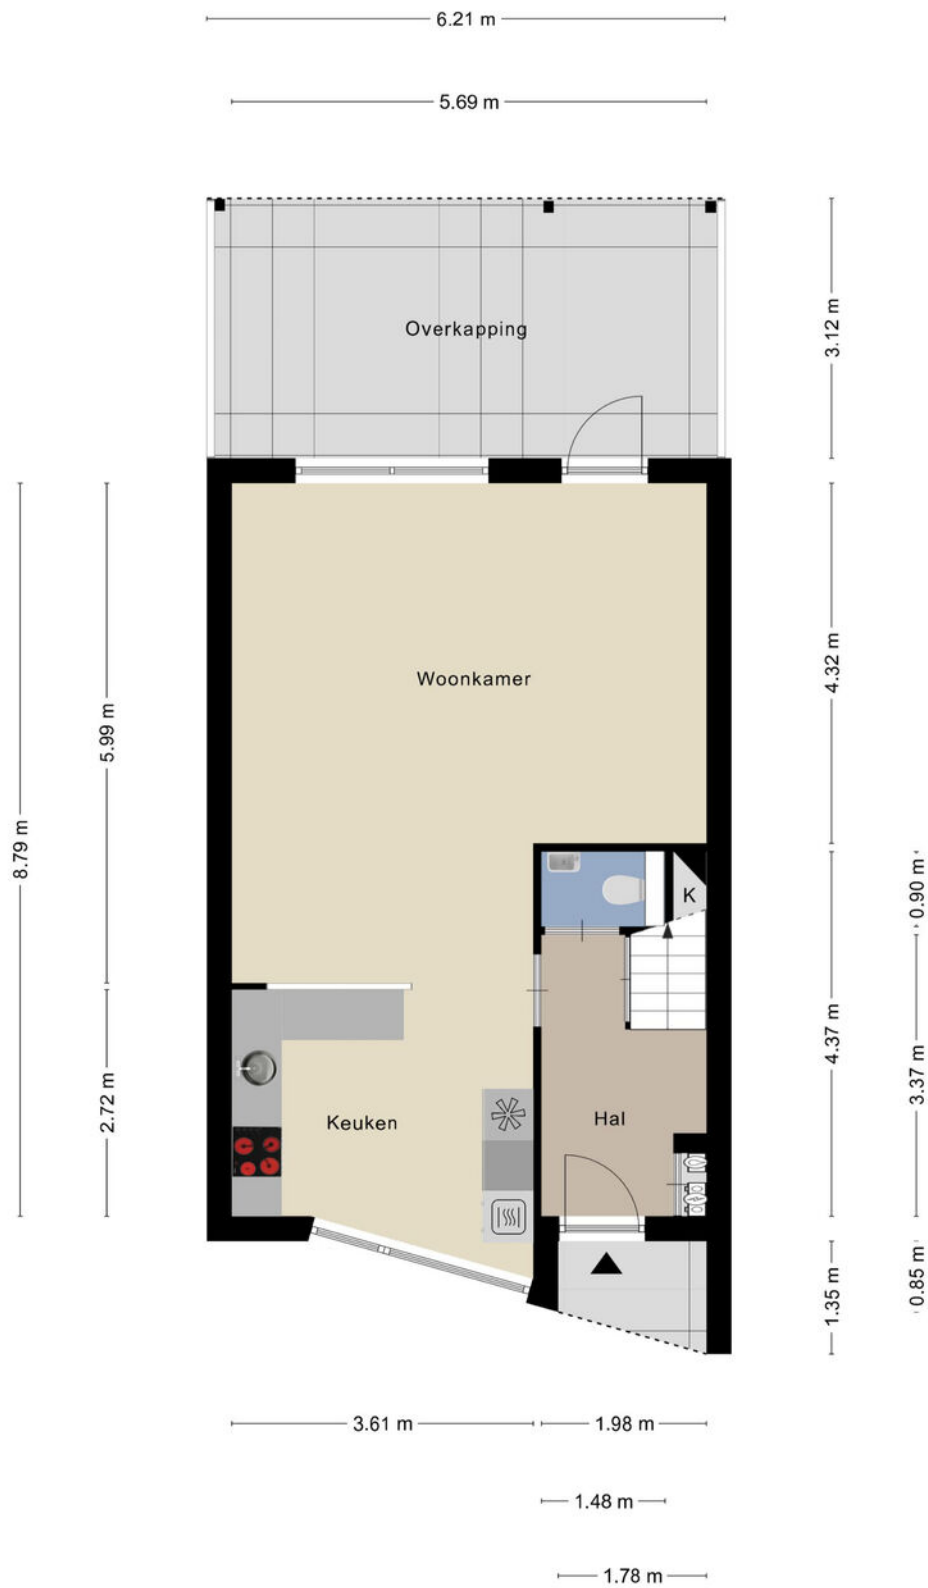 6.21 m
5.69 m
Overkapping
3.12 m
Woonkamer
4.32 m
5.99 m
8.79 m
K
0.90 m
4.37 m
3.37 m
2.72 m
Keuken
Hal
1.35 m
0.85 m
3.61 m
1.98 m
1.48 m
1.78 m